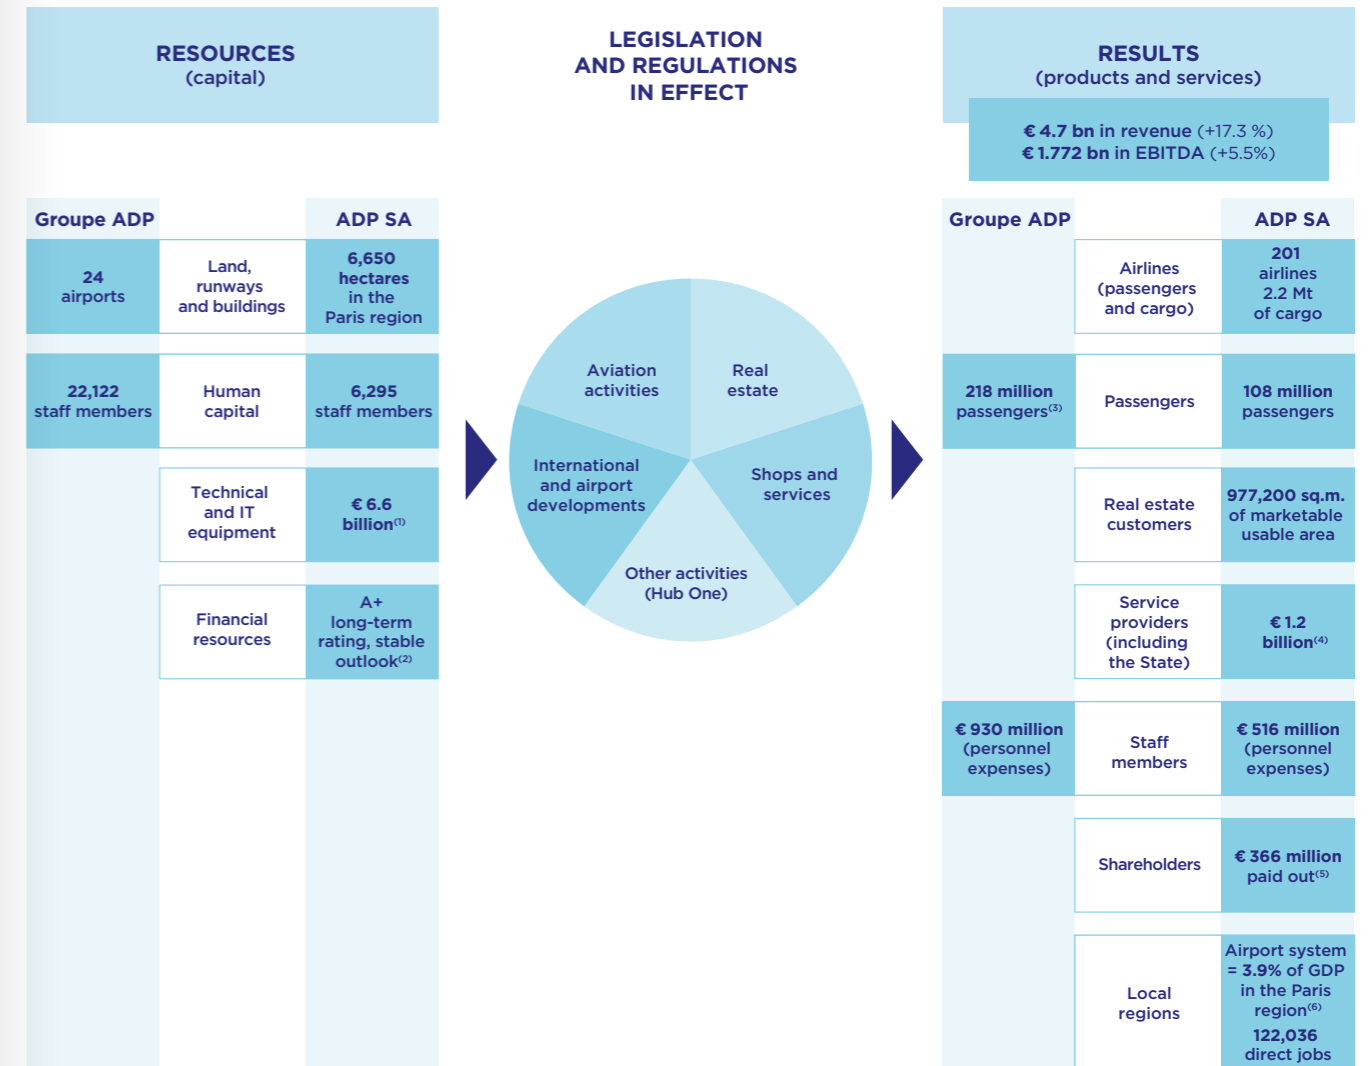 RESOURCES
(capital)
LEGISLATION
AND REGULATIONS
IN EFFECT
RESULTS
(products and services)
€ 4.7 bn in revenue (+17.3 %)
€ 1.772 bn in EBITDA (+5.5%)
Groupe ADP
ADP SA
24
airports
Land,
runways
and buildings
6,650
hectares
in the
Paris region
22,122
staff members
Human
capital
6,295
staff members
Technical
and IT
equipment
€ 6.6
billion(1)
Financial
resources
A+
long-term
rating, stable
outlook(2)
Aviation
activities
Real
estate
International
and airport
developments
Shops and
services
Other activities
(Hub One)
Groupe ADP
ADP SA
Airlines
(passengers
and cargo)
201
airlines
2.2 Mt
of cargo
218 million
passengers(3)
Passengers
108 million
passengers
Real estate
customers
977,200 sq.m.
of marketable
usable area
Service
providers
(including
the State)
€ 1.2
billion(4)
€ 930 million
(personnel
expenses)
Staff
members
€ 516 million
(personnel
expenses)
Shareholders
€ 366 million
paid out(5)
Local
regions
Airport system
= 3.9% of GDP
in the Paris
region(6)
122,036
direct jobs